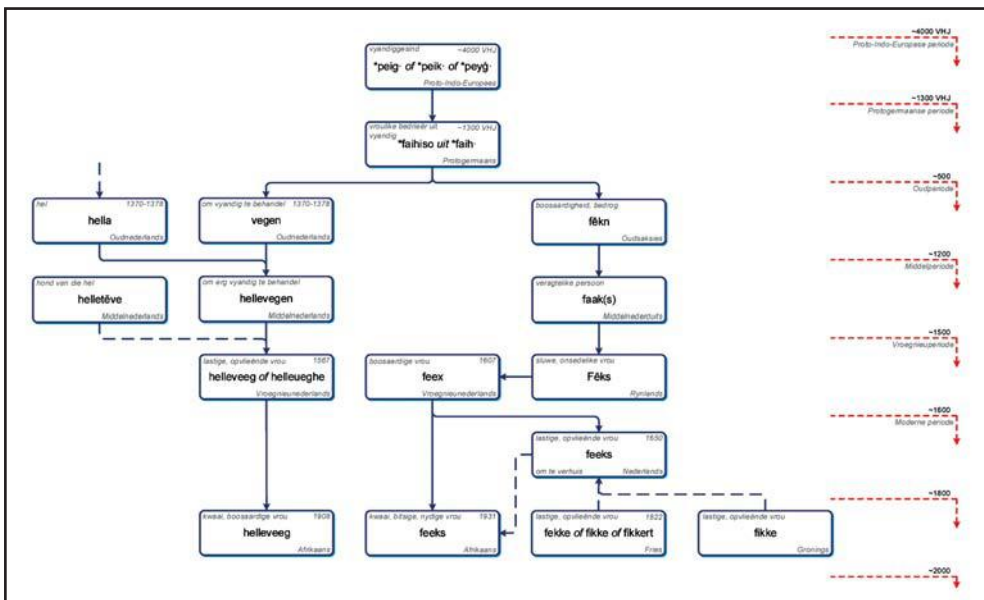 vyandiggesind ~4000 VHJ
*peig- of *peik- of *peyǵ-
Proto-Indo-Europees
vroulike bedrieër uit vyandig ~1300 VHJ
*faihiso uit *faih-
Protogermaans
hel 1370-1378
hella
Oudnederlands
om vyandig te behandel 1370-1378
vegen
Oudnederlands
boosaardigheid, bedrog
fêkn
Oudsaksies
hond van die hel
helletēve
Middelnederlands
om erg vyandig te behandel
hellevegen
Middelnederlands
veragtelike persoon
faak(s)
Middelnederduits
lastige, opvlieënde vrou 1567
helleveeg of helleueghe
Vroegnieunederlands
boosaardige vrou 1607
feex
Vroegnieunederlands
sluwe, onsedelike vrou
Fēks
Rynlands
lastige, opvlieënde vrou 1650
feeks
om te verhuis Nederlands
kwaai, boosaardige vrou 1908
helleveeg
Afrikaans
kwaai, bitsige, nydige vrou 1931
feeks
Afrikaans
lastige, opvlieënde vrou 1822
fekke of fikke of fikkert
Fries
lastige, opvlieënde vrou
fikke
Gronings
~4000 VHJ
Proto-Indo-Europese periode
~1300 VHJ
Protogermaanse periode
~500
Oudperiode
~1200
Middelperiode
~1500
Vroegnieuperiode
~1600
Moderne periode
~1800
~2000